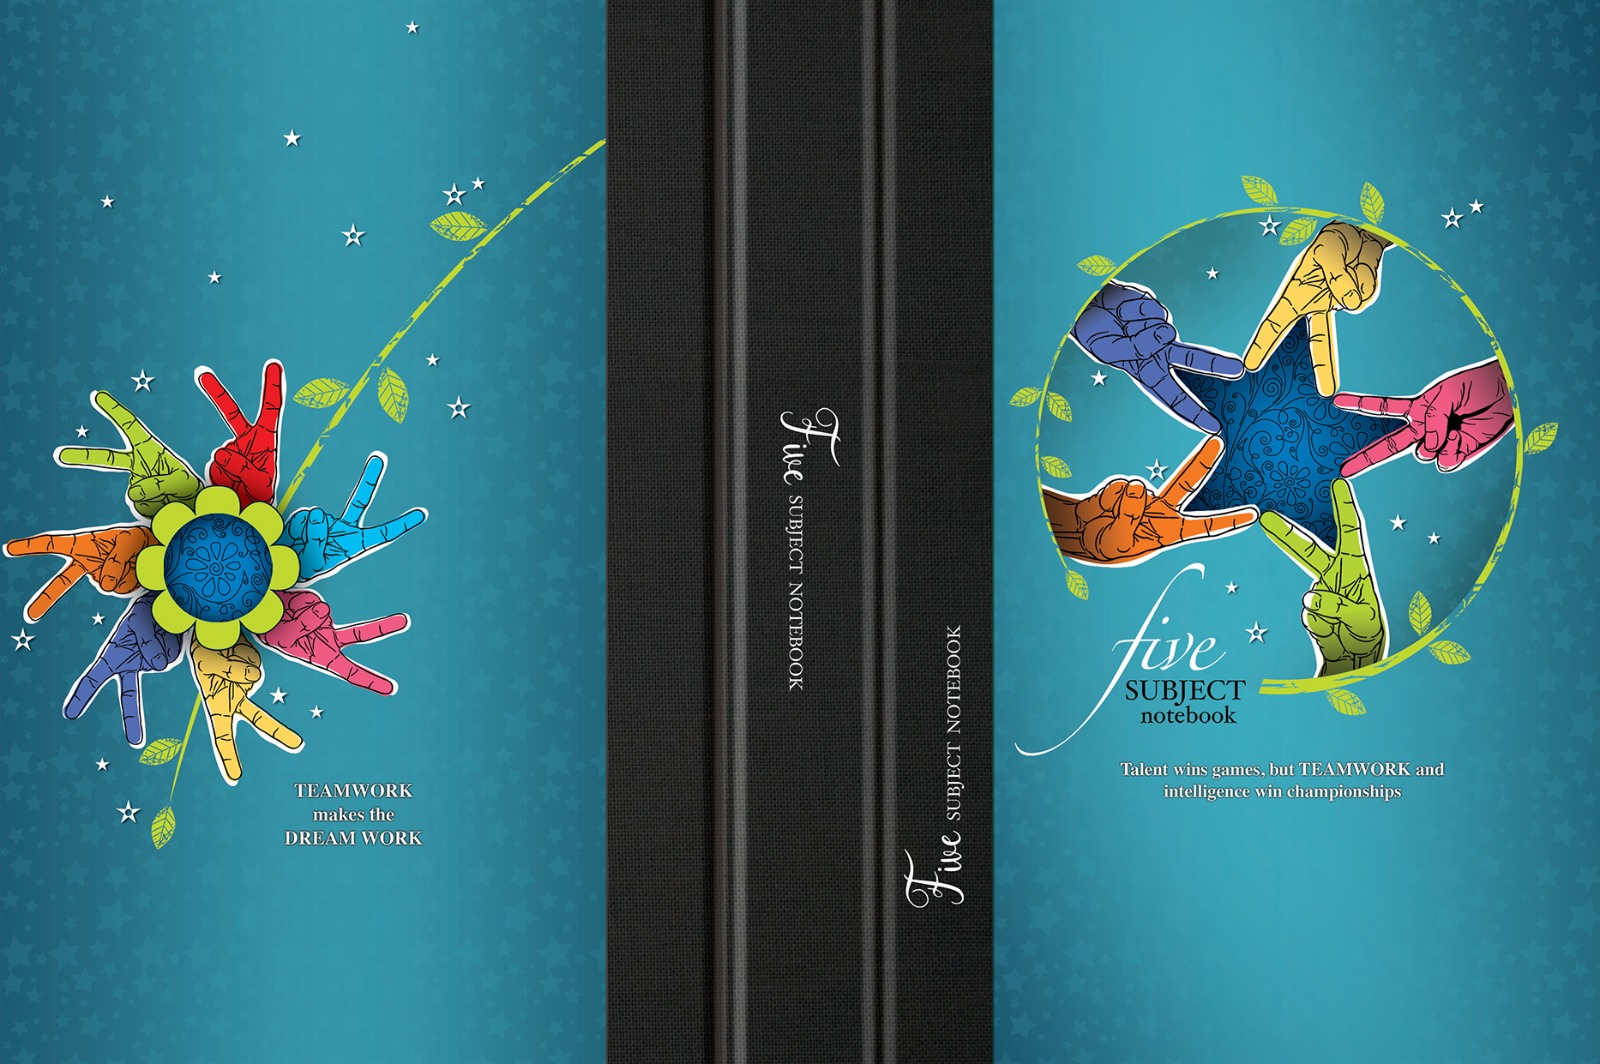 TEAMWORK
makes the
DREAM WORK
Five SUBJECT NOTEBOOK
Five SUBJECT NOTEBOOK
five
SUBJECT
notebook
Talent wins games, but TEAMWORK and
intelligence win championships